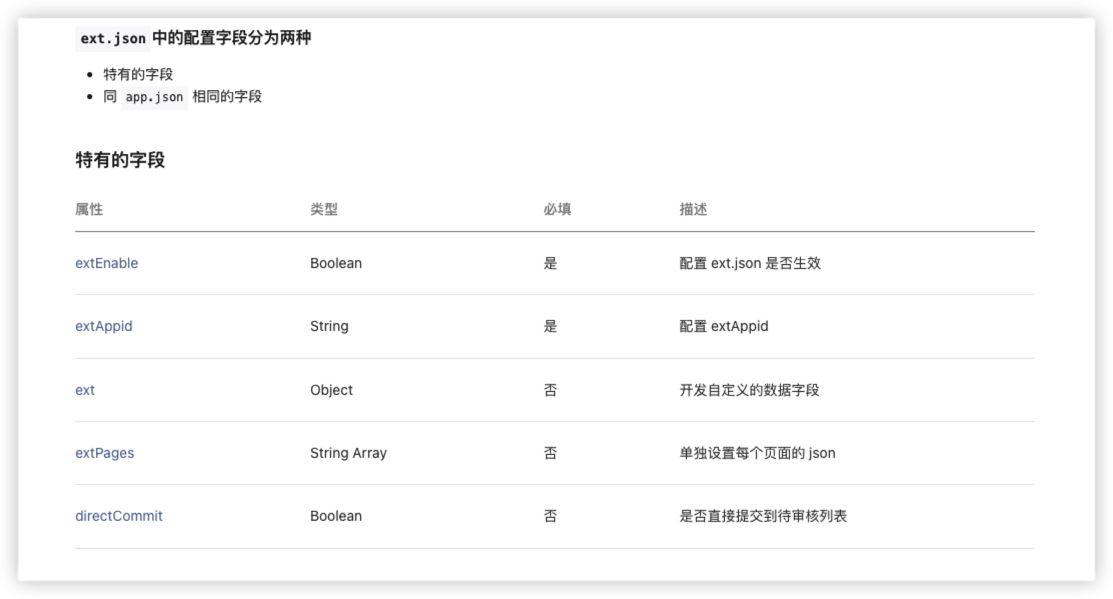 ext.json 中的配置字段分为两种
特有的字段
同 app.json 相同的字段
特有的字段
属性 类型 必填 描述
extEnable Boolean 是 配置 ext.json 是否生效
extAppid String 是 配置 extAppid
ext Object 否 开发自定义的数据字段
extPages String Array 否 单独设置每个页面的 json
directCommit Boolean 否 是否直接提交到待审核列表